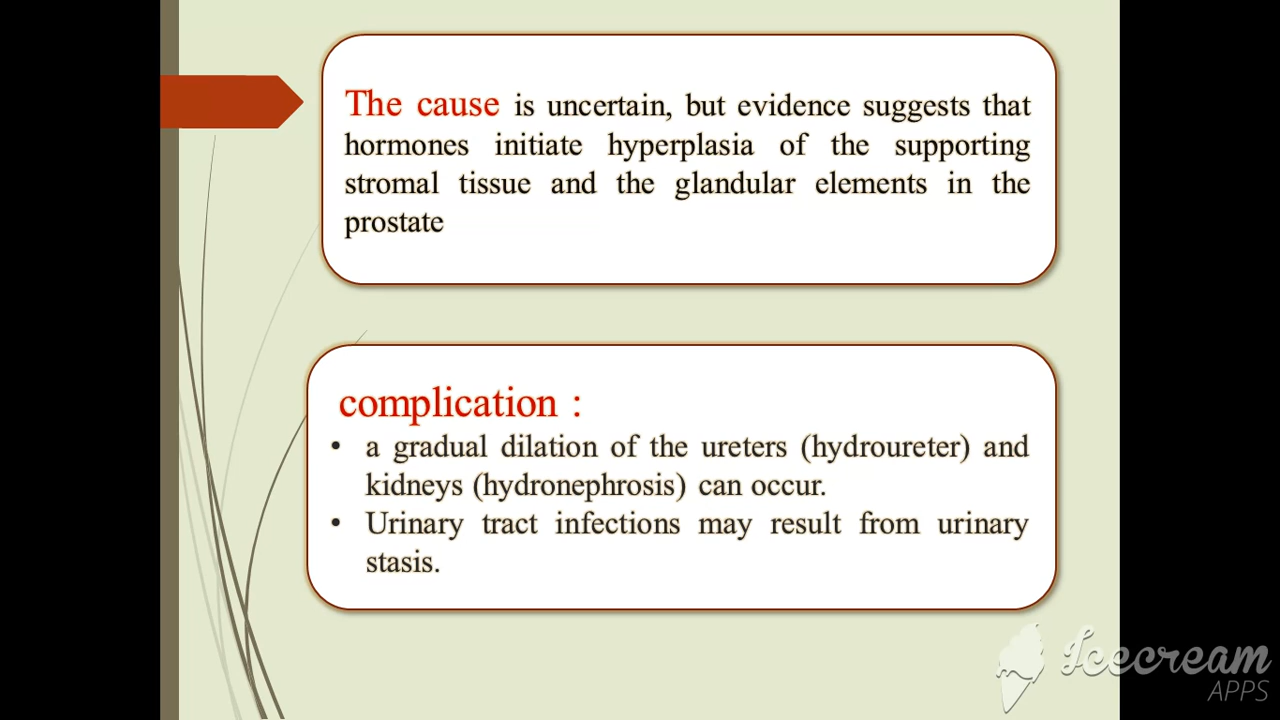 The cause is uncertain, but evidence suggests that
hormones initiate hyperplasia of the supporting
stromal tissue and the glandular elements in the
prostate
complication :
• a gradual dilation of the ureters (hydroureter) and
kidneys (hydronephrosis) can occur.
• Urinary tract infections may result from urinary
stasis.
Icecream
APPS